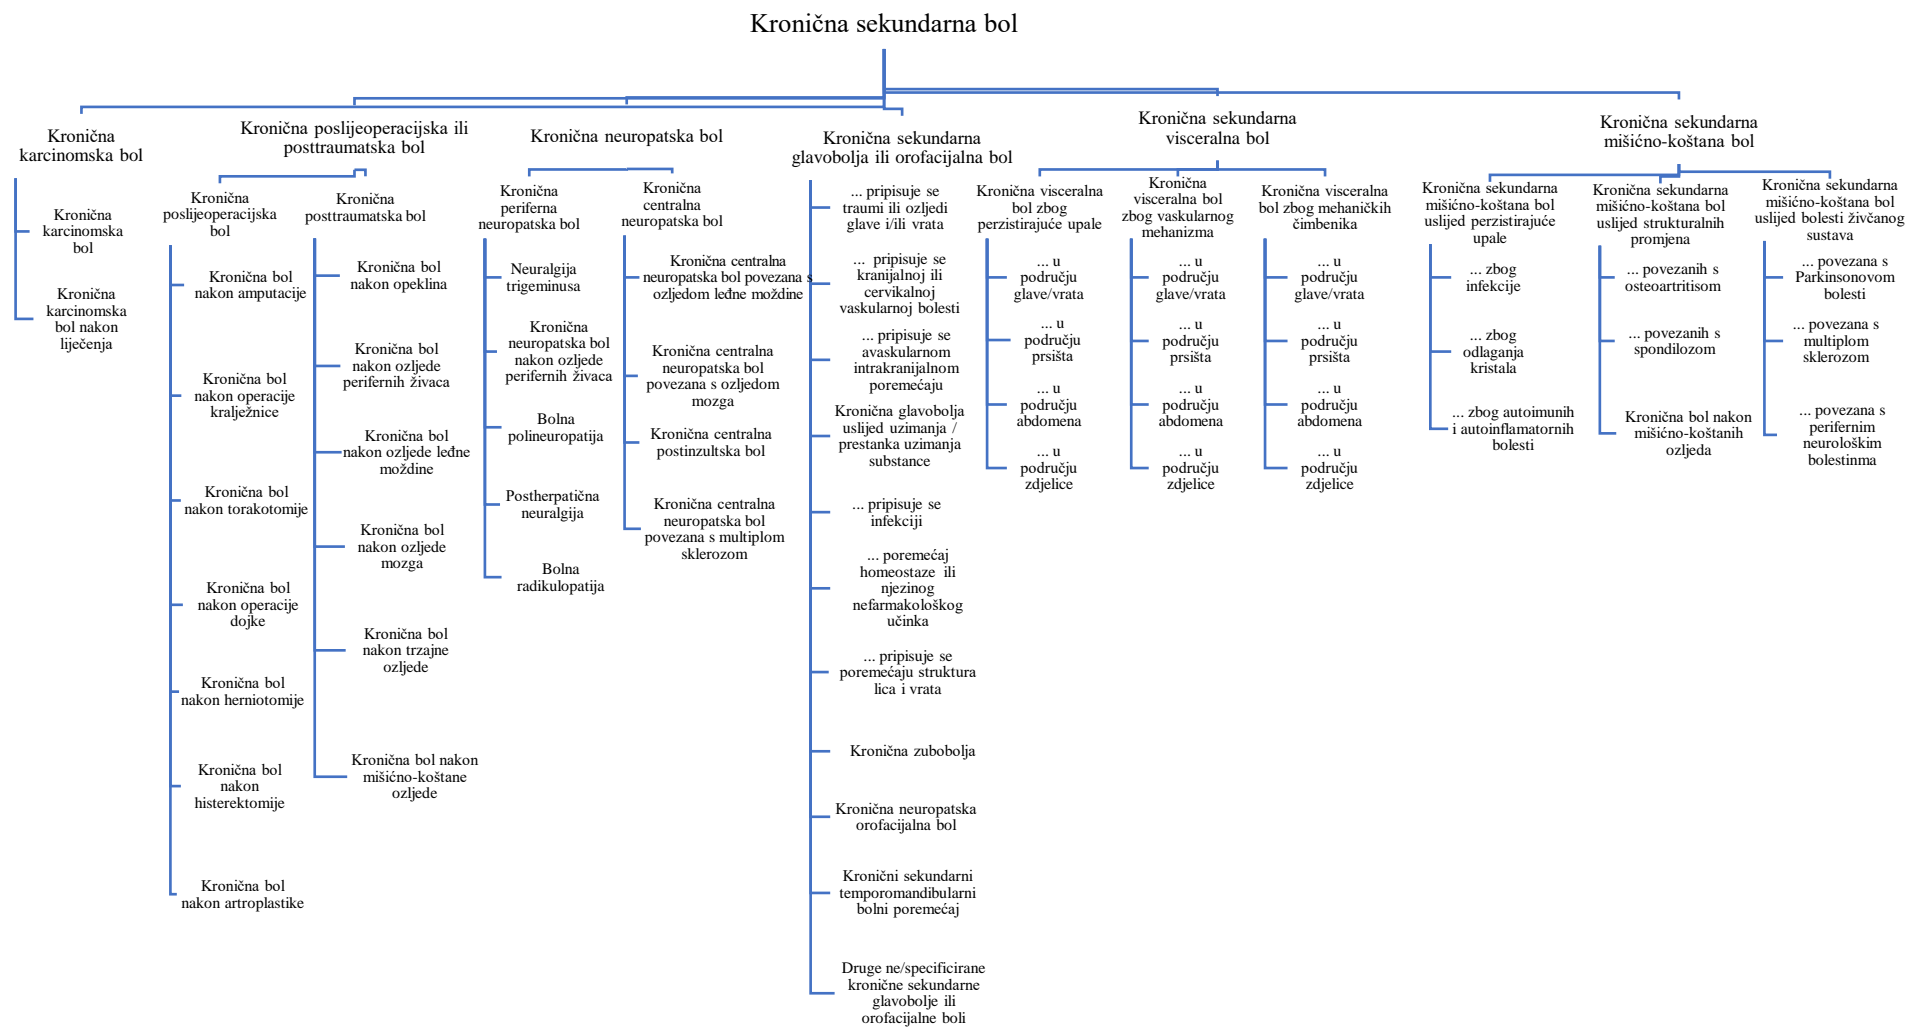 Kronična sekundarna bol
Kronična
karcinomska bol
Kronična
karcinomska
bol
Kronična
karcinomska
bol nakon
liječenja
Kronična poslijeoperacijska ili
posttraumatska bol
Kronična
poslijeoperacijska
bol
Kronična bol
nakon amputacije
Kronična bol
nakon operacije
kralježnice
Kronična bol
nakon torakotomije
Kronična bol
nakon operacije
dojke
Kronična bol
nakon herniotomije
Kronična bol
nakon
histerektomije
Kronična bol
nakon artroplastike
Kronična
posttraumatska bol
Kronična bol
nakon opeklina
Kronična bol
nakon ozljede
perifernih živaca
Kronična bol
nakon ozljede leđne
moždine
Kronična bol
nakon ozljede
mozga
Kronična bol
nakon trzajne
ozljede
Kronična bol nakon
mišićno-koštane
ozljede
Kronična neuropatska bol
Kronična
periferna
neuropatska bol
Neuralgija
trigeminusa
Kronična
neuropatska bol
nakon ozljede
perifernih živaca
Bolna
polineuropatija
Postherpatična
neuralgija
Bolna
radikulopatija
Kronična
centralna
neuropatska bol
Kronična centralna
neuropatska bol povezana s
ozljedom leđne moždine
Kronična centralna
neuropatska bol
povezana s ozljedom
mozga
Kronična centralna
postinzultska bol
Kronična centralna
neuropatska bol
povezana s multiplom
sklerozom
Kronična sekundarna
glavobolja ili orofacijalna bol
... pripisuje se
traumi ili ozljedi
glave i/ili vrata
... pripisuje se
kranijalnoj ili
cervikalnoj
vaskularnoj bolesti
... pripisuje se
avaskularnom
intrakranijalnom
poremećaju
Kronična glavobolja
uslijed uzimanja /
prestanka uzimanja
substance
... pripisuje se
infekciji
... poremećaj
homeostaze ili
njezinog
nefarmakološkog
učinka
... pripisuje se
poremećaju struktura
lica i vrata
Kronična zubobolja
Kronična neuropatska
orofacijalna bol
Kronični sekundarni
temporomandibularni
bolni poremećaj
Druge ne/specificirane
kronične sekundarne
glavobolje ili
orofacijalne boli
Kronična sekundarna
visceralna bol
Kronična visceralna
bol zbog
perzistirajuće upale
... u
području
glave/vrata
... u
području
prsišta
... u
području
abdomena
... u
području
zdjelice
Kronična
visceralna bol
zbog vaskularnog
mehanizma
... u
području
glave/vrata
... u
području
prsišta
... u
području
abdomena
... u
području
zdjelice
Kronična visceralna
bol zbog mehaničkih
čimbenika
... u
području
glave/vrata
... u
području
prsišta
... u
području
abdomena
... u
području
zdjelice
Kronična sekundarna
mišićno-koštana bol
Kronična sekundarna
mišićno-koštana bol
uslijed perzistirajuće
upale
... zbog
infekcije
... zbog
odlaganja
kristala
... zbog autoimunih
i autoinflamatornih
bolesti
Kronična sekundarna
mišićno-koštana bol
uslijed strukturalnih
promjena
... povezanih s
osteoartritisom
... povezanih s
spondilozom
Kronična bol nakon
mišićno-koštanih
ozljeda
Kronična sekundarna
mišićno-koštana bol
uslijed bolesti živčanog
sustava
... povezana s
Parkinsonovom
bolesti
... povezana s
multiplom
sklerozom
... povezana s
perifernim
neurološkim
bolestinma